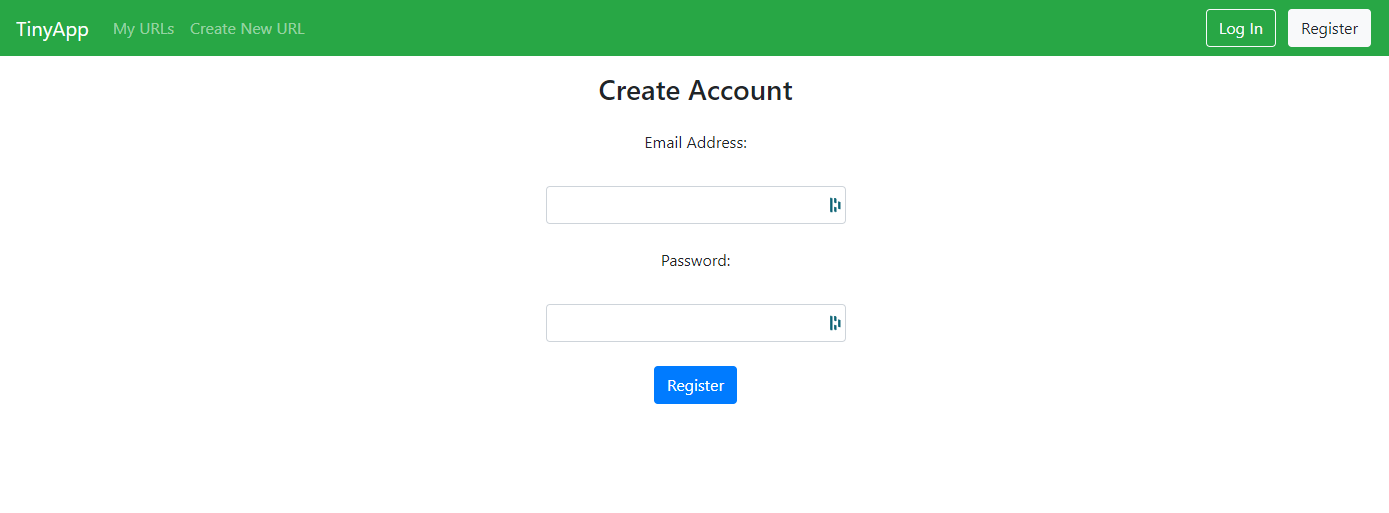 TinyApp My URLs Create New URL Log In Register
Create Account
Email Address:
Password:
Register